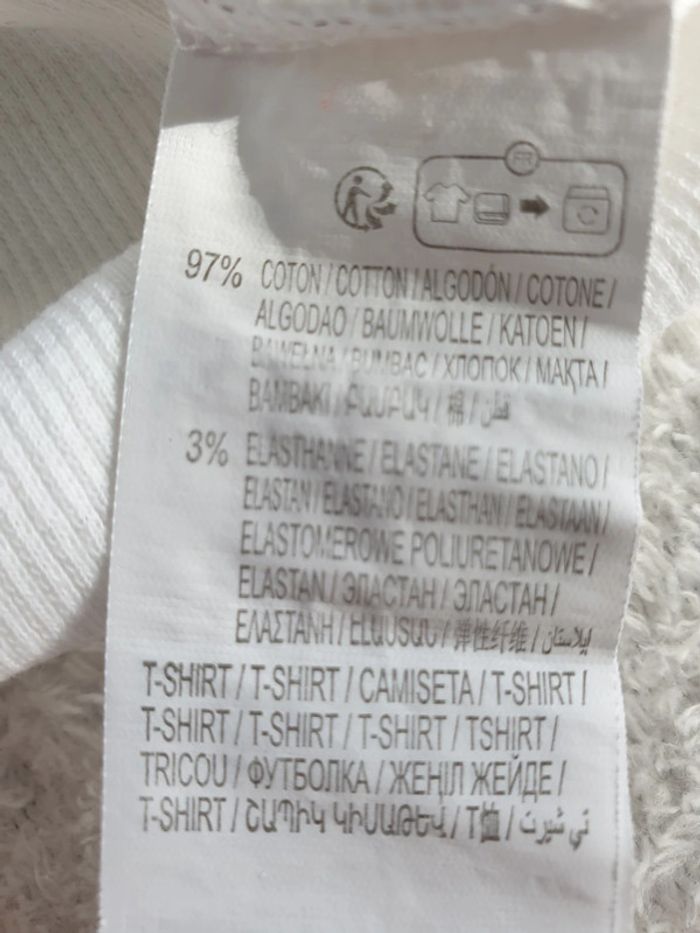 FR
97% COTON / COTTON / ALGODÓN / COTONE /
ALGODAO / BAUMWOLLE / KATOEN /
BAWEŁNA / BUMBAC / ХЛОПОК / МАҚТА /
BAMBAKI / ԲԱՄԲԱԿ / 棉 / قطن
3% ELASTHANNE / ELASTANE / ELASTANO /
ELASTAN / ELASTANO / ELASTHAN / ELASTAAN /
ELASTOMEROWE POLIURETANOWE /
ELASTAN / ЭЛАСТАН / ЭЛАСТАН /
ΕΛΑΣΤΑΝΗ / ԷԼԱՍՏԱՆ / 弹性纤维 / إيلاستان
T-SHIRT / T-SHIRT / CAMISETA / T-SHIRT /
T-SHIRT / T-SHIRT / T-SHIRT / TSHIRT /
TRICOU / ФУТБОЛКА / ЖЕҢІЛ ЖЕЙДЕ /
T-SHIRT / ՇԱՊԻԿ ԿԻՍԱԹԵՎ / T恤 / تي شيرت